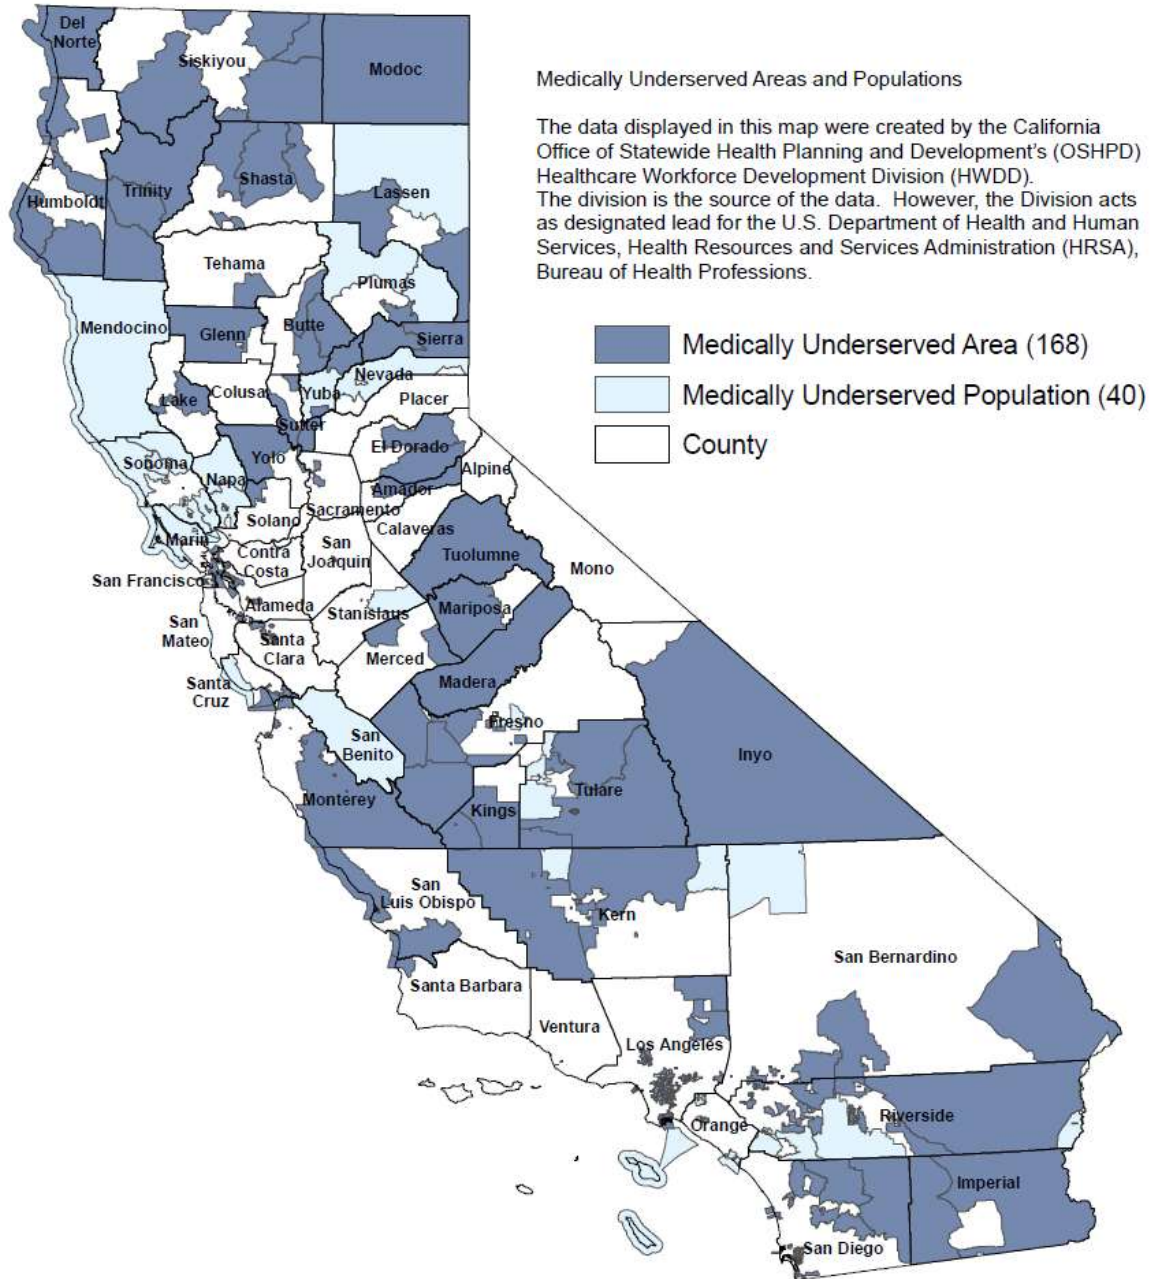 Medically Underserved Areas and Populations
The data displayed in this map were created by the California
Office of Statewide Health Planning and Development's (OSHPD)
Healthcare Workforce Development Division (HWDD).
The division is the source of the data. However, the Division acts
as designated lead for the U.S. Department of Health and Human
Services, Health Resources and Services Administration (HRSA),
Bureau of Health Professions.
Medically Underserved Area (168)
Medically Underserved Population (40)
County
Del
Norte
Siskiyou
Modoc
Humboldt
Trinity
Shasta
Lassen
Tehama
Plumas
Mendocino
Glenn
Butte
Sierra
Lake
Colusa
Yuba
Nevada
Placer
Sutter
Sonoma
Napa
Yolo
El Dorado
Alpine
Amador
Solano
Sacramento
Calaveras
Marin
Contra
Costa
San
Joaquin
Tuolumne
Mono
San Francisco
Alameda
Stanislaus
Mariposa
San
Mateo
Santa
Clara
Merced
Madera
Santa
Cruz
San
Benito
Fresno
Inyo
Monterey
Kings
Tulare
San
Luis Obispo
Kern
San Bernardino
Santa Barbara
Ventura
Los Angeles
Orange
Riverside
Imperial
San Diego